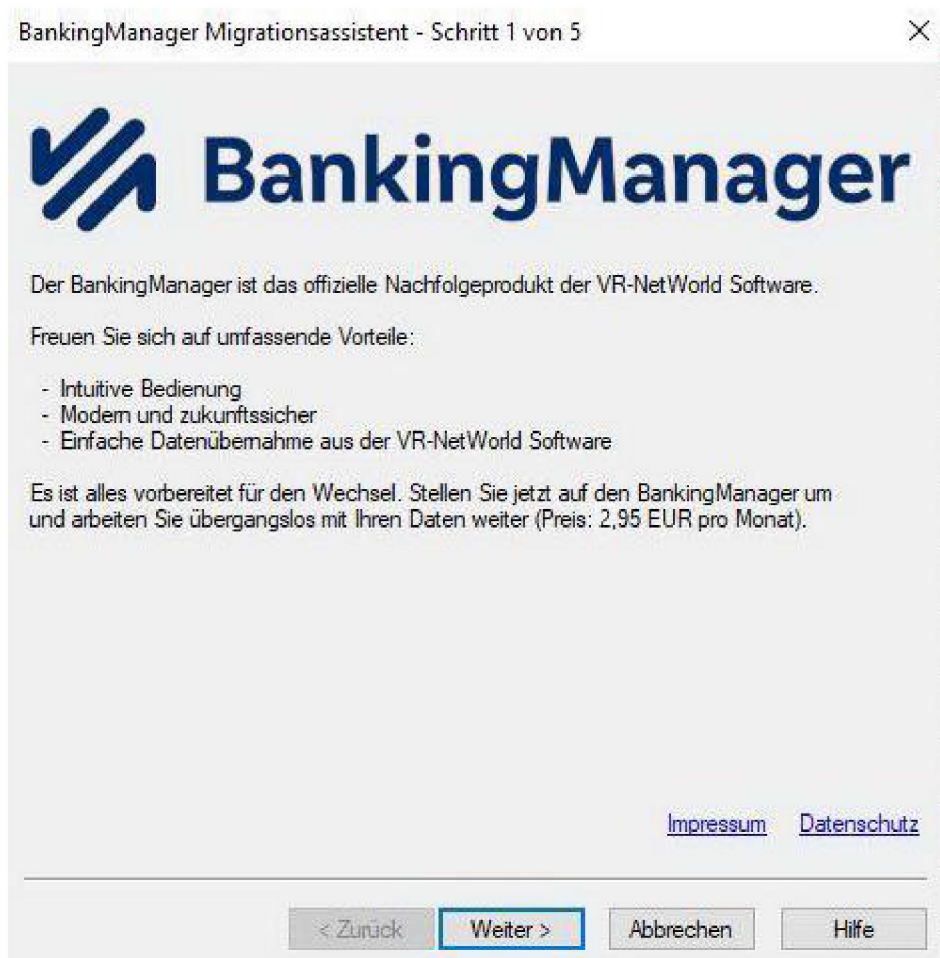 BankingManager Migrationsassistent - Schritt 1 von 5
BankingManager
Der BankingManager ist das offizielle Nachfolgeprodukt der VR-NetWorld Software.
Freuen Sie sich auf umfassende Vorteile:
- Intuitive Bedienung
- Modern und zukunftssicher
- Einfache Datenübernahme aus der VR-NetWorld Software
Es ist alles vorbereitet für den Wechsel. Stellen Sie jetzt auf den BankingManager um
und arbeiten Sie übergangslos mit Ihren Daten weiter (Preis: 2,95 EUR pro Monat).
Impressum Datenschutz
< Zurück Weiter > Abbrechen Hilfe